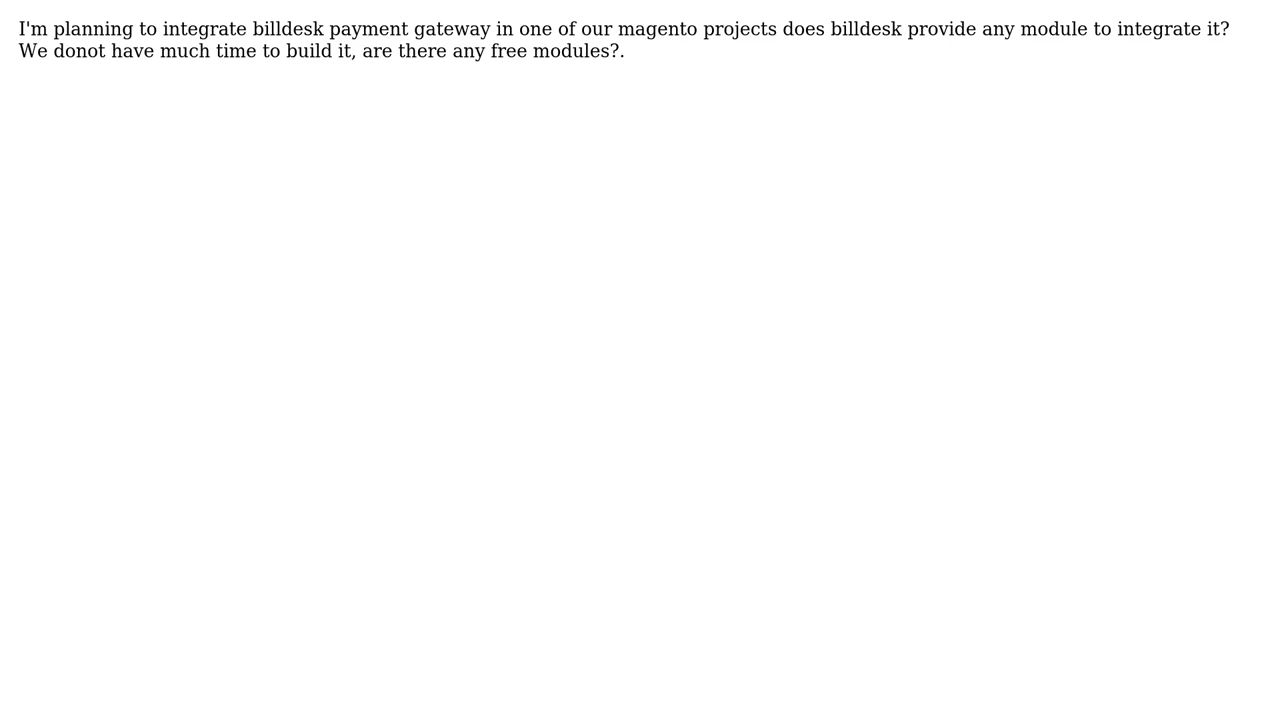 I'm planning to integrate billdesk payment gateway in one of our magento projects does billdesk provide any module to integrate it?
We donot have much time to build it, are there any free modules?.